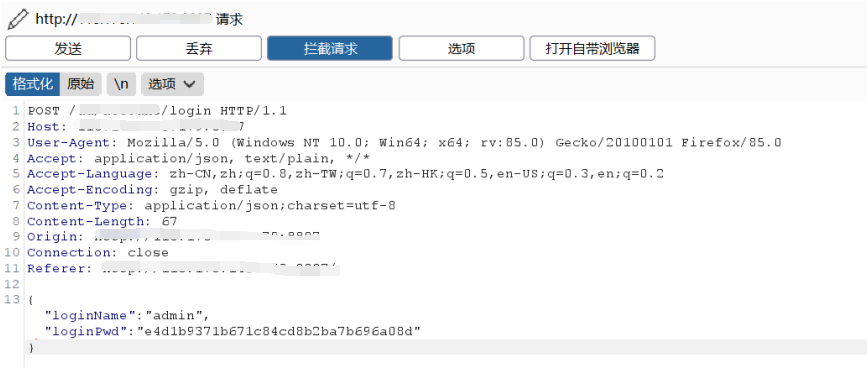 http:// 请求
发送 丢弃 拦截请求 选项 打开自带浏览器
格式化 原始 \n 选项
1 POST / /login HTTP/1.1
2 Host:
3 User-Agent: Mozilla/5.0 (Windows NT 10.0; Win64; x64; rv:85.0) Gecko/20100101 Firefox/85.0
4 Accept: application/json, text/plain, */*
5 Accept-Language: zh-CN,zh;q=0.8,zh-TW;q=0.7,zh-HK;q=0.5,en-US;q=0.3,en;q=0.2
6 Accept-Encoding: gzip, deflate
7 Content-Type: application/json;charset=utf-8
8 Content-Length: 67
9 Origin:
10 Connection: close
11 Referer:
12
13 {
"loginName":"admin",
"loginPwd":"e4d1b9371b671c84cd8b2ba7b696a08d"
}